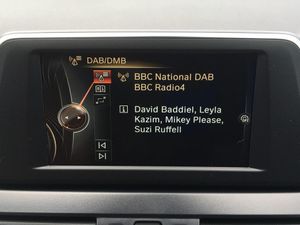 DAB/DMB
BBC National DAB
BBC Radio4
David Baddiel, Leyla
Kazim, Mikey Please,
Suzi Ruffell